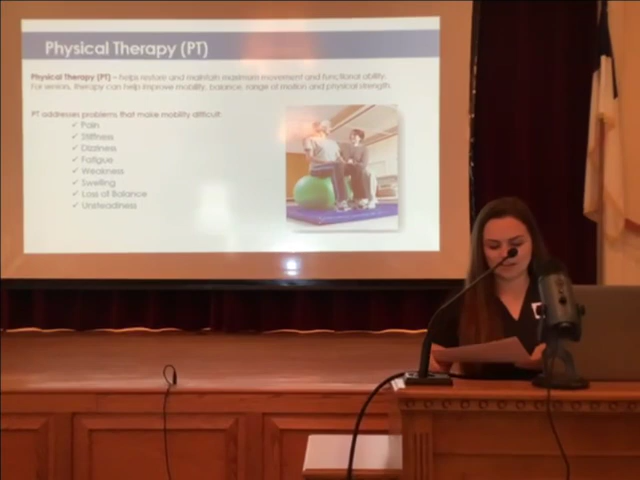 Physical Therapy (PT)
Physical Therapy (PT) – helps restore and maintain maximum movement and functional ability.
For seniors, therapy can help improve mobility, balance, range of motion and physical strength.
PT addresses problems that make mobility difficult:
✓ Pain
✓ Stiffness
✓ Dizziness
✓ Fatigue
✓ Weakness
✓ Swelling
✓ Loss of Balance
✓ Unsteadiness